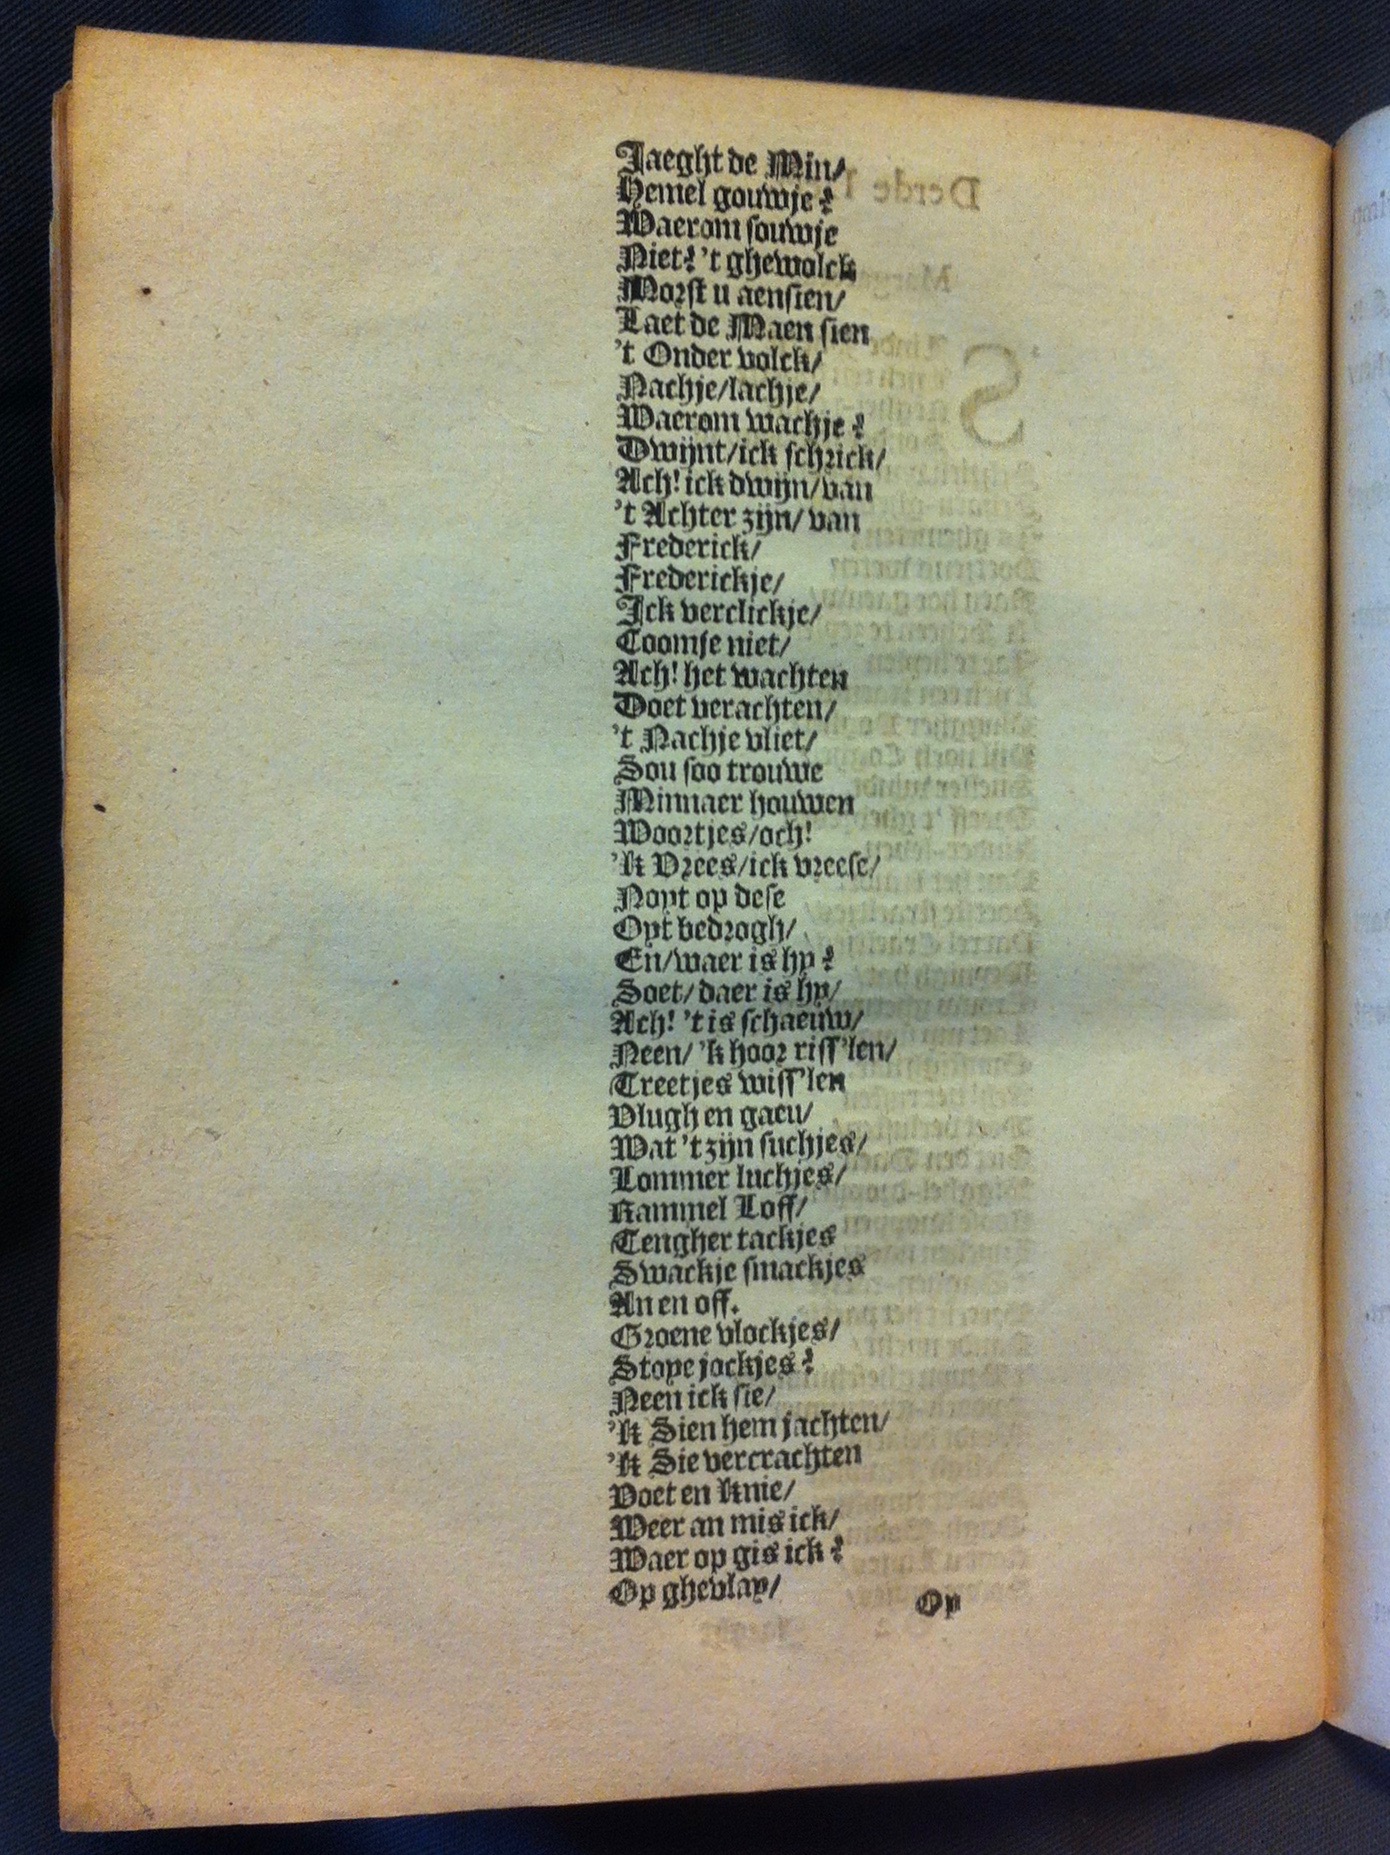 Jaeght de Min/
Hemel gouwje?
Waerom souwje
Niet? 't ghewolck
Morst u aensien/
Laet de Maen sien
't Onder volck/
Nachje/lachje/
Waerom wachje?
Dwijnt/ick schrick/
Ach! ick dwijn/van
't Achter zijn/van
Frederick/
Frederickje/
Ick verclickje/
Coomje niet/
Ach! het wachten
Doet verachten/
't Nachje vliet/
Sou soo trouwe
Minnaer houwen
Woortjes/och!
'k Vrees/ick vreese/
Noyt op dese
Oyt bedrogh/
En/waer is hy?
Soet/daer is hy/
Ach! 't is schaeuw/
Neen/'k hoor riss'len/
Treetjes wiss'len
Vlugh en gaeu/
Wat 't zijn suchjes/
Lommer luchjes/
Rammel Loff/
Tengher tackjes
Swackje smackjes
An en off.
Groene vlockjes/
Stoye jockjes?
Neen ick sie/
'k Sien hem jachten/
'k Sie vercrachten
Voet en Knie/
Weer an mis ick/
Waer op gis ick?
Op ghevlay/
Op